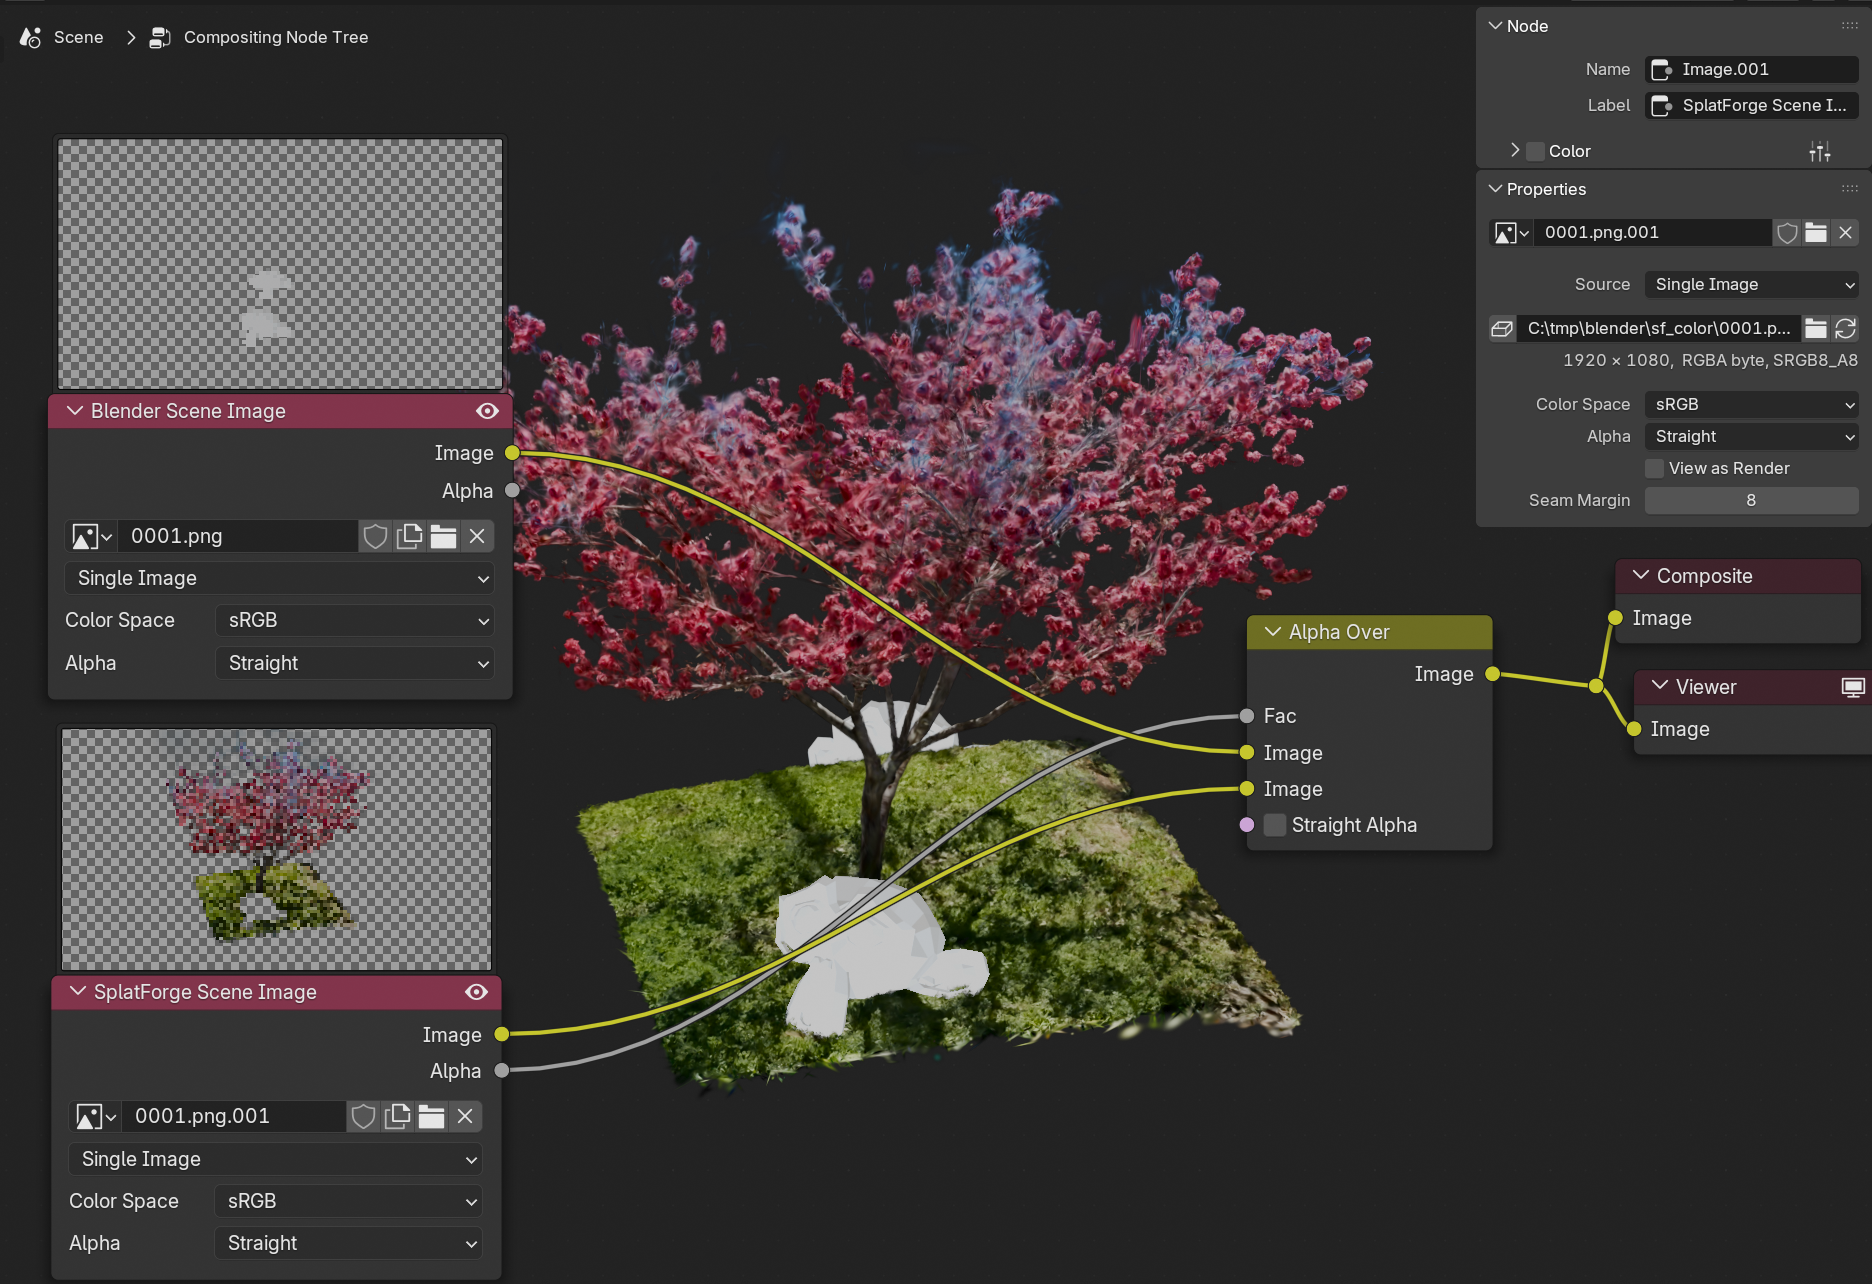 Scene
Compositing Node Tree
Node
Name
Image.001
Label
SplatForge Scene I...
Color
Properties
0001.png.001
Source
Single Image
C:\tmp\blender\sf_color\0001.p...
1920 × 1080,  RGBA byte, SRGB8_A8
Color Space
sRGB
Alpha
Straight
View as Render
Seam Margin
8
Blender Scene Image
Image
Alpha
0001.png
Single Image
Color Space
sRGB
Alpha
Straight
SplatForge Scene Image
Image
Alpha
0001.png.001
Single Image
Color Space
sRGB
Alpha
Straight
Alpha Over
Image
Fac
Image
Image
Straight Alpha
Composite
Image
Viewer
Image